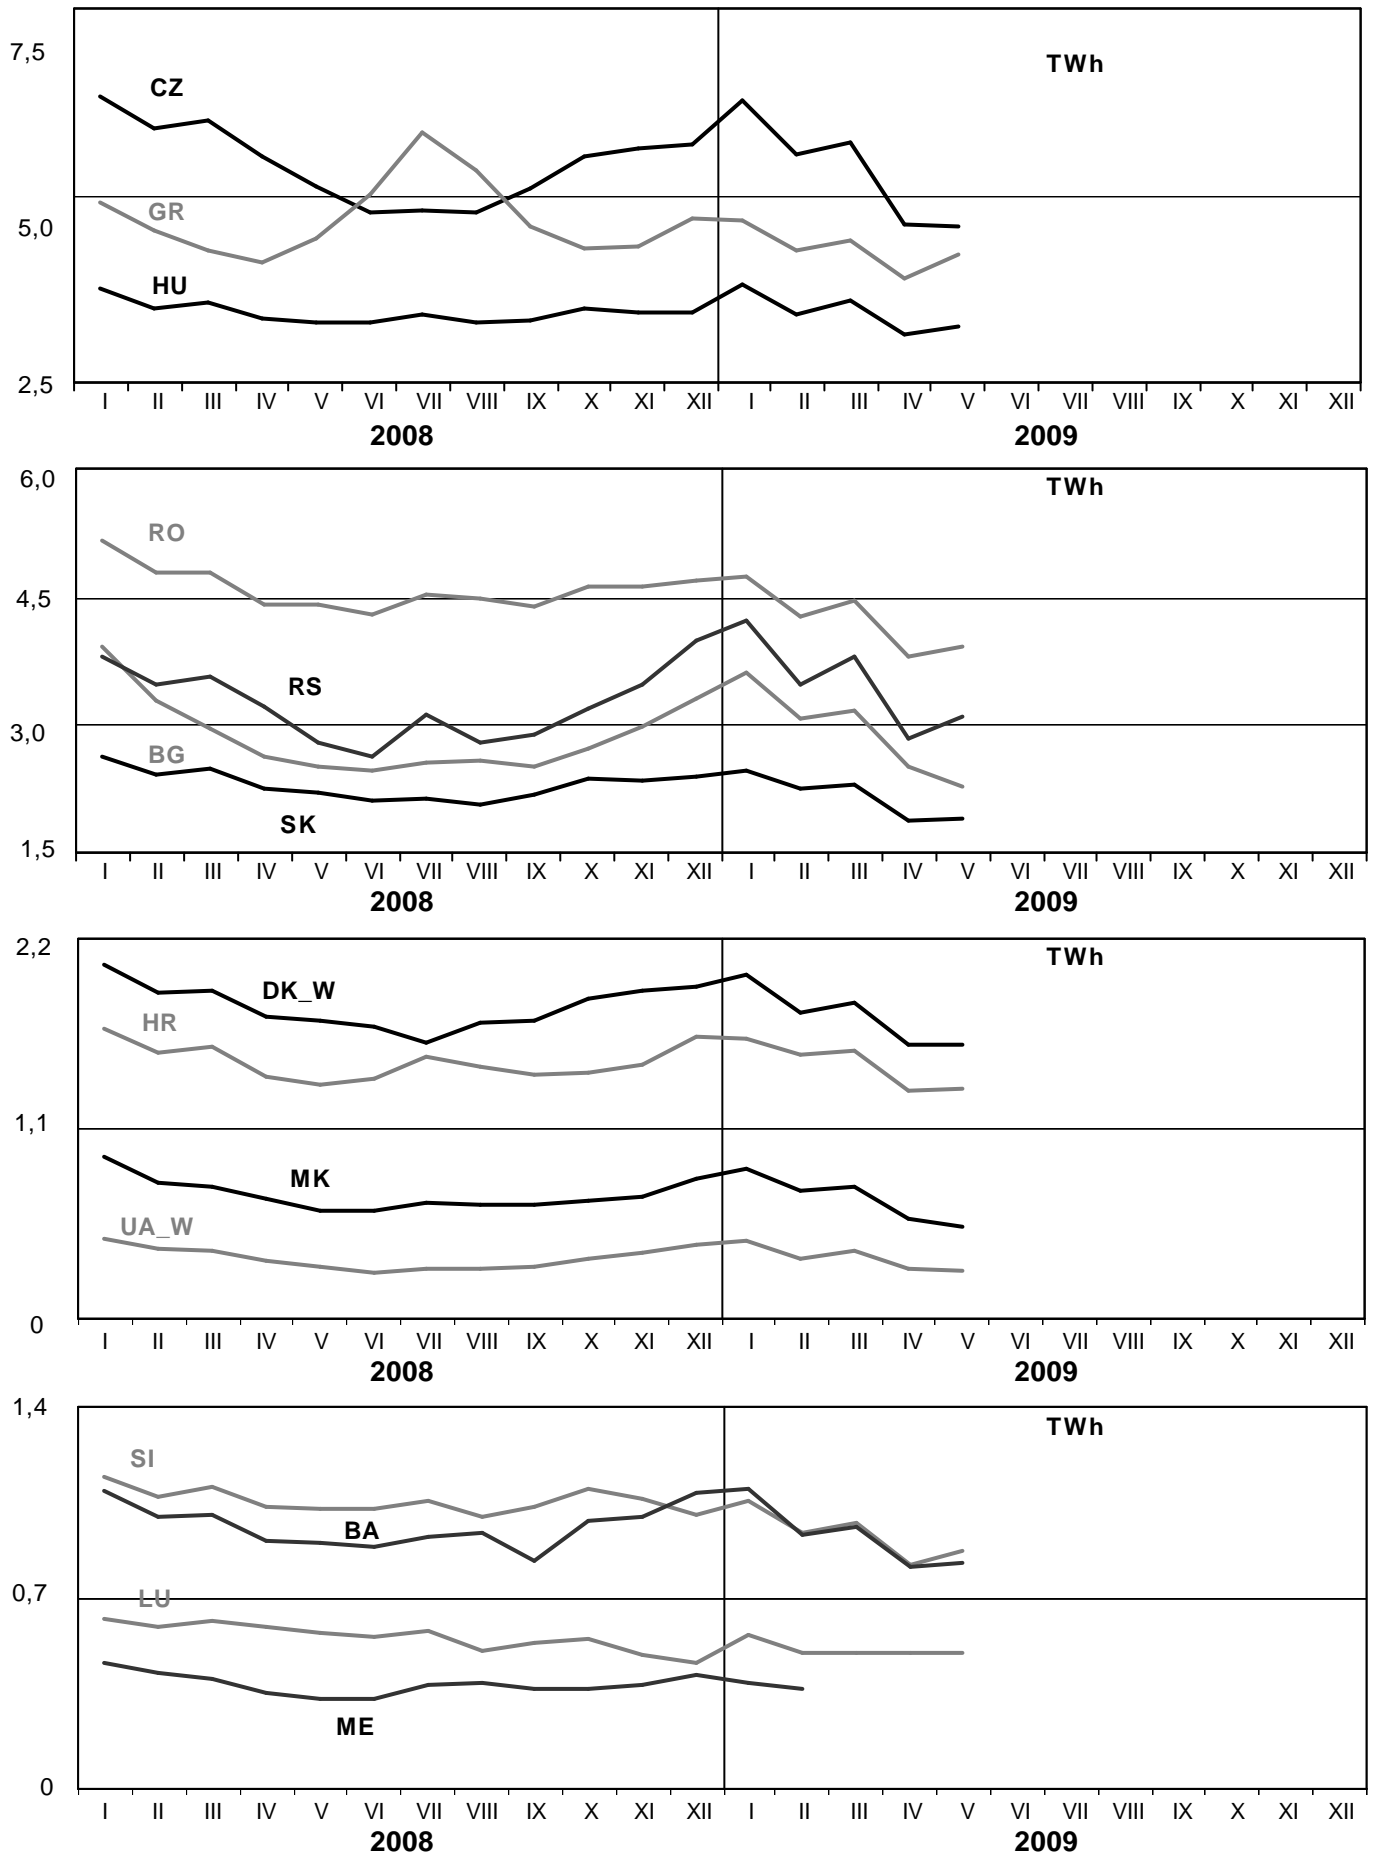 7,5
TWh
CZ
GR
5,0
HU
2,5
I II III IV V VI VII VIII IX X XI XII I II III IV V VI VII VIII IX X XI XII
2008 2009
6,0
TWh
RO
4,5
RS
3,0
BG
SK
1,5
I II III IV V VI VII VIII IX X XI XII I II III IV V VI VII VIII IX X XI XII
2008 2009
2,2
TWh
DK_W
HR
1,1
MK
UA_W
0
I II III IV V VI VII VIII IX X XI XII I II III IV V VI VII VIII IX X XI XII
2008 2009
1,4
TWh
SI
BA
0,7
LU
ME
0
I II III IV V VI VII VIII IX X XI XII I II III IV V VI VII VIII IX X XI XII
2008 2009